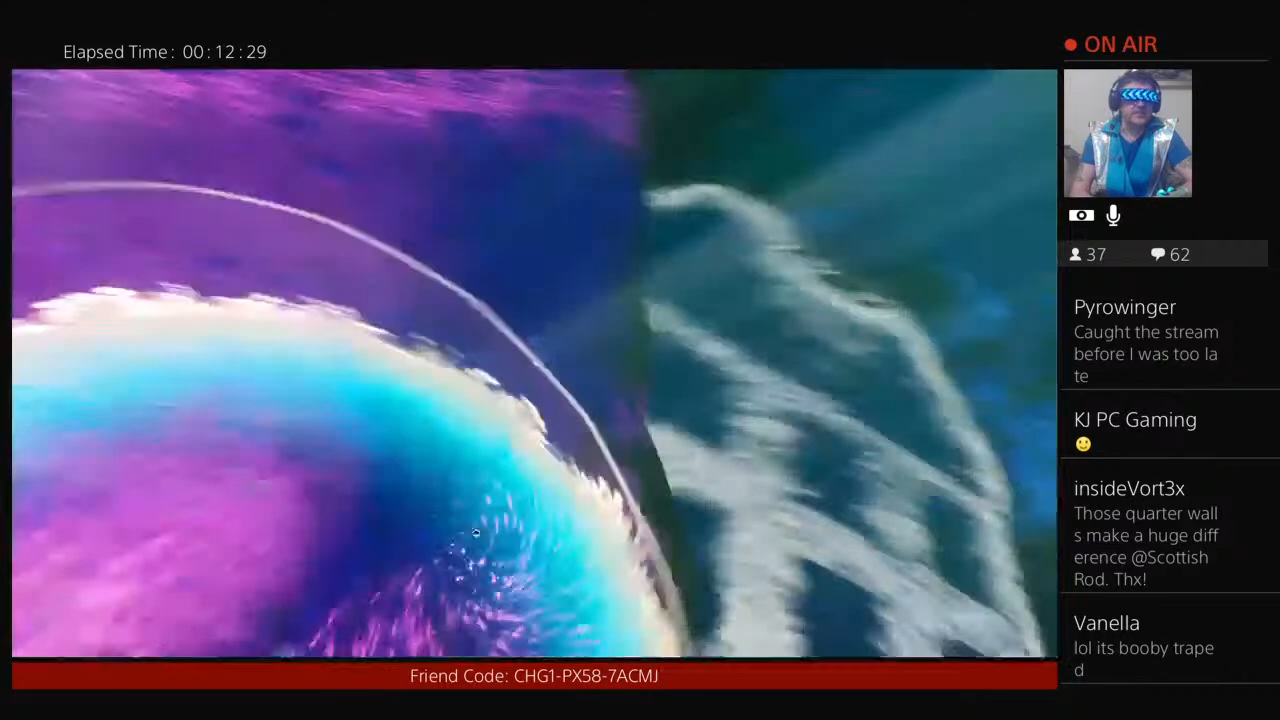 Elapsed Time: 00:12:29
ON AIR
37 62
Pyrowinger
Caught the stream
before I was too la
te
KJ PC Gaming
insideVort3x
Those quarter wall
s make a huge diff
erence @Scottish
Rod. Thx!
Vanella
lol its booby trape
d
Friend Code: CHG1-PX58-7ACMJ